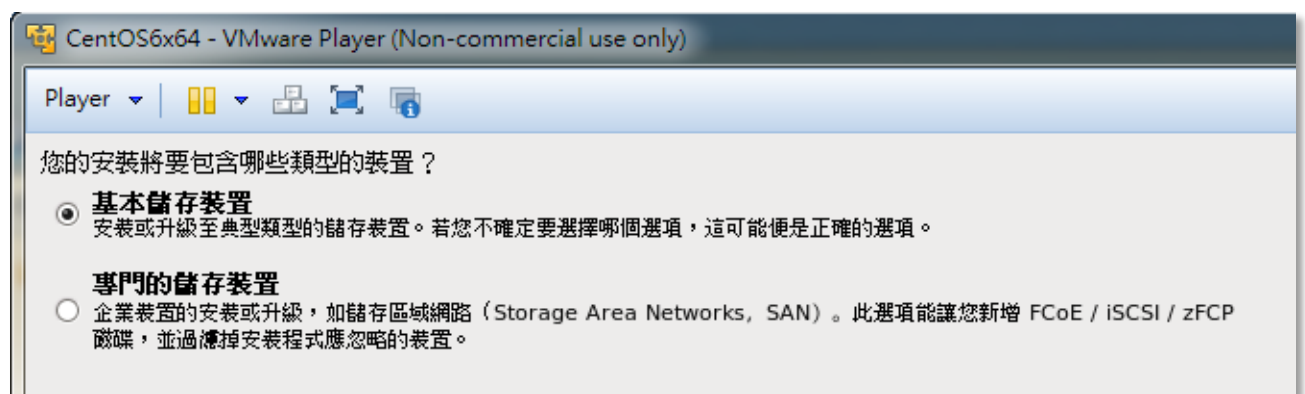 CentOS6x64 - VMware Player (Non-commercial use only)
Player
您的安裝將要包含哪些類型的裝置？
基本儲存裝置
安裝或升級至典型類型的儲存裝置。若您不確定要選擇哪個選項，這可能便是正確的選項。
專門的儲存裝置
企業裝置的安裝或升級，如儲存區域網路（Storage Area Networks, SAN）。此選項能讓您新增 FCoE / iSCSI / zFCP
磁碟，並過濾掉安裝程式應忽略的裝置。